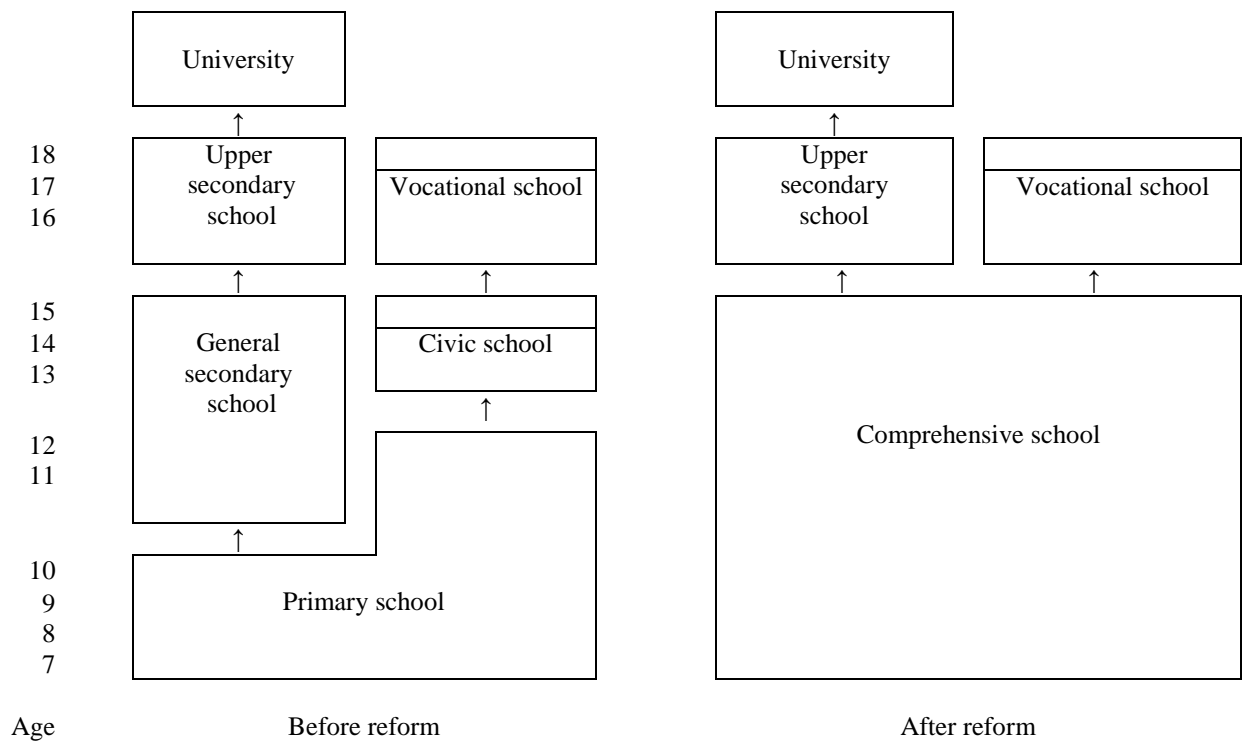 University University
↑ ↑
18 Upper Upper
17 secondary Vocational school secondary Vocational school
16 school school
↑ ↑ ↑ ↑
15
14 General Civic school
13 secondary
school ↑
12 Comprehensive school
11
↑
10
9 Primary school
8
7
Age Before reform After reform